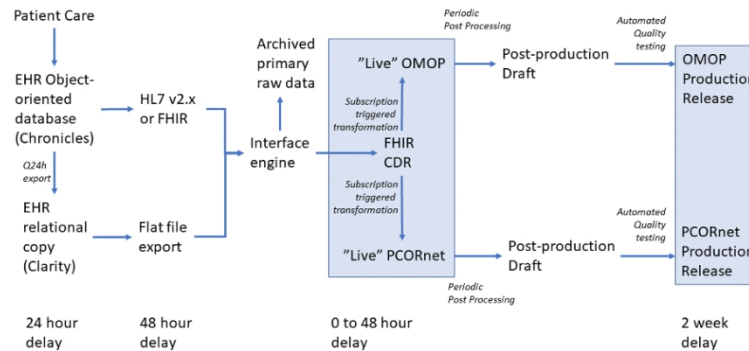 Patient Care
EHR Object-
oriented
database
(Chronicles)
Q24h
export
EHR
relational
copy
(Clarity)
HL7 v2.x
or FHIR
Flat file
export
Archived
primary
raw data
Interface
engine
"Live" OMOP
Subscription
triggered
transformation
FHIR
CDR
Subscription
triggered
transformation
"Live" PCORnet
Periodic
Post Processing
Post-production
Draft
Automated
Quality
testing
OMOP
Production
Release
Periodic
Post Processing
Post-production
Draft
Automated
Quality
testing
PCORnet
Production
Release
24 hour
delay
48 hour
delay
0 to 48 hour
delay
2 week
delay